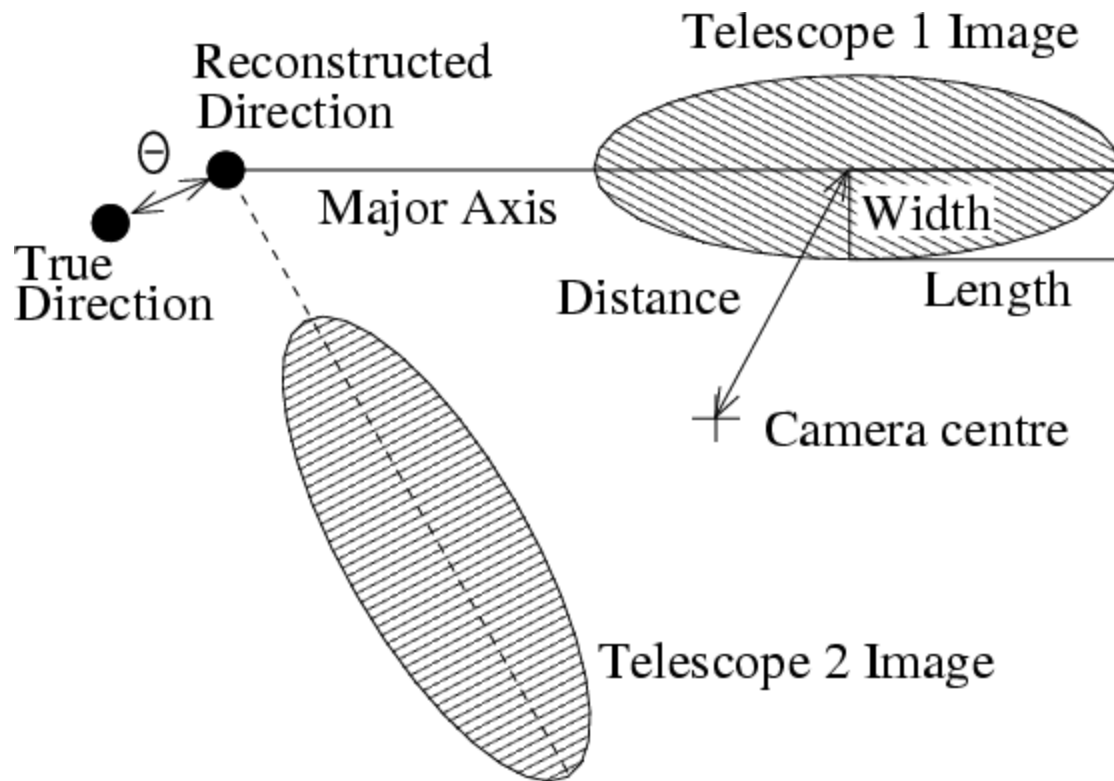 Telescope 1 Image
Reconstructed
Direction
Θ
Major Axis
Width
True
Direction
Distance
Length
Camera centre
Telescope 2 Image